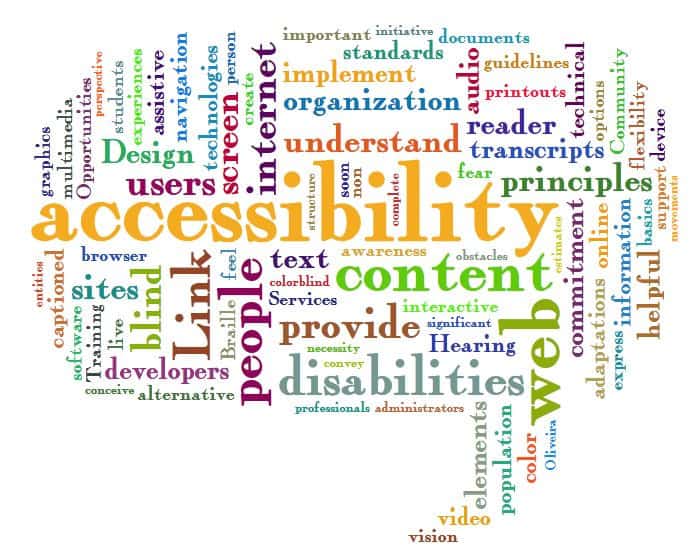 important
initiative
documents
standards
guidelines
implement
audio
printouts
technical
organization
options
Community
understand
reader
transcripts
flexibility
device
perspective
experiences
students
assistive
navigation
technologies
person
create
internet
screen
graphics
multimedia
Opportunities
Design
users
structure
soon
non
complete
fear
principles
support
movements
basics
accessibility
entities
captioned
browser
sites
software
Training
live
blind
Link
Braille
feel
people
text
colorblind
Services
awareness
obstacles
content
interactive
provide
significant
Hearing
necessity
convey
disabilities
web
estimates
commitment
online
adaptations
information
express
helpful
developers
conceive
alternative
professionals
administrators
elements
population
color
Oliveira
video
vision